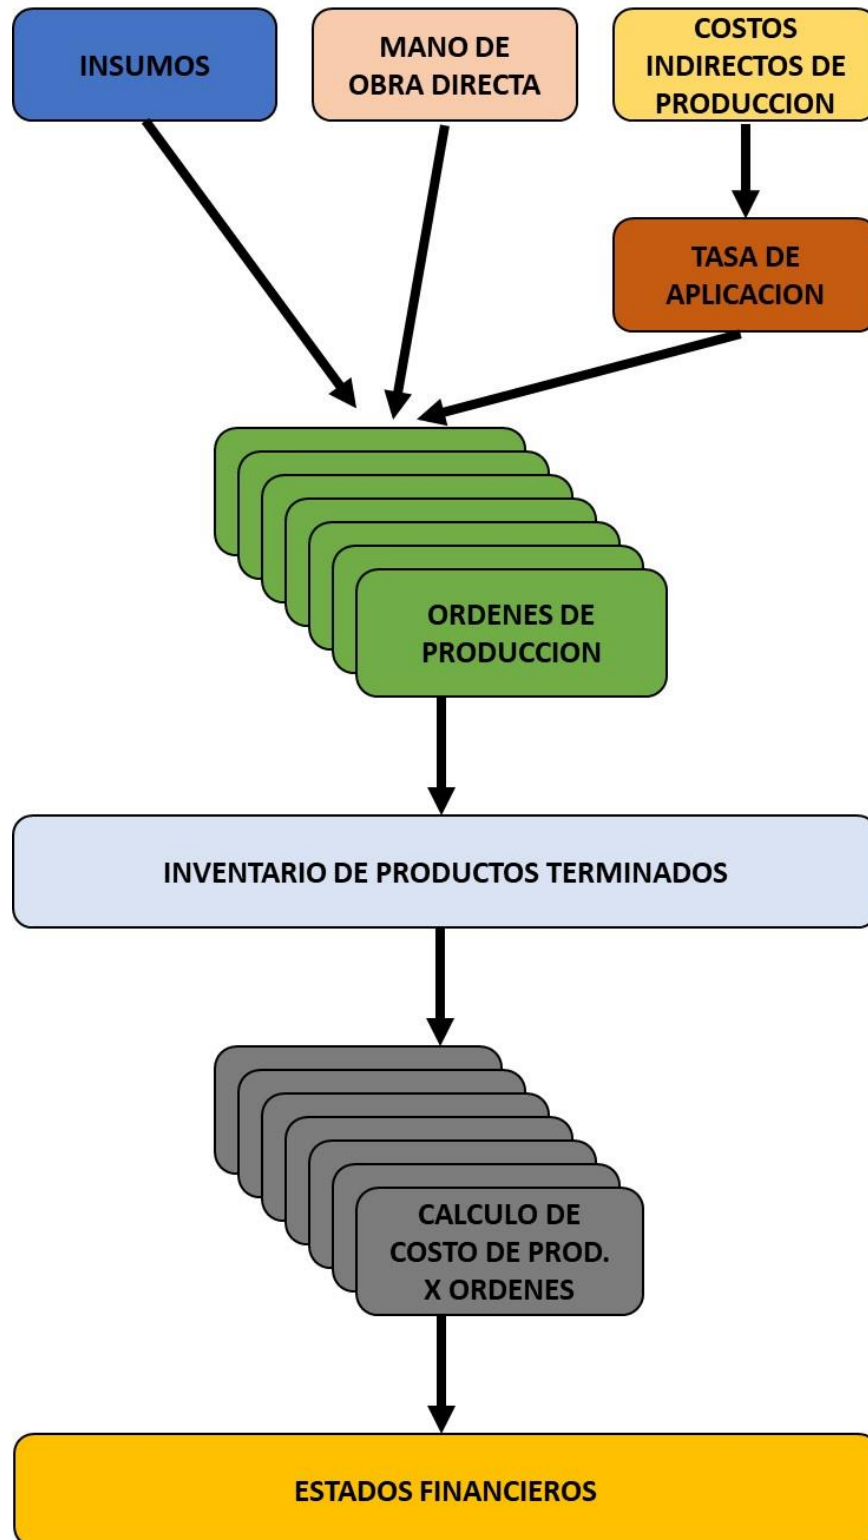 INSUMOS
MANO DE
OBRA DIRECTA
COSTOS
INDIRECTOS DE
PRODUCCION
TASA DE
APLICACION
ORDENES DE
PRODUCCION
INVENTARIO DE PRODUCTOS TERMINADOS
CALCULO DE
COSTO DE PROD.
X ORDENES
ESTADOS FINANCIEROS